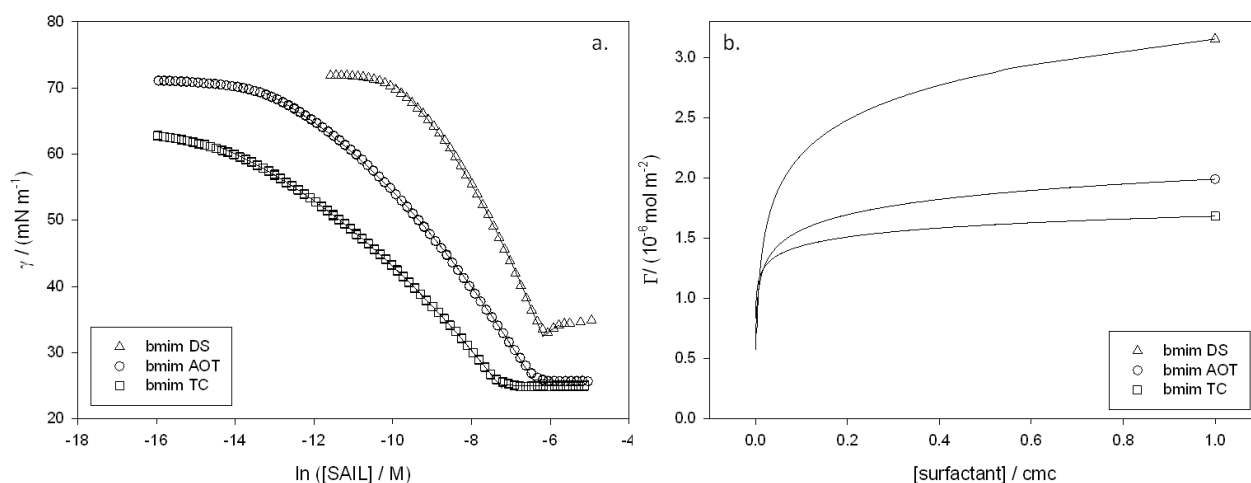 a.
80
70
60
50
40
30
20
γ / (mN m⁻¹)
bmim DS
bmim AOT
bmim TC
-18 -16 -14 -12 -10 -8 -6 -4
ln ([SAIL] / M)
b.
3.0
2.5
2.0
1.5
1.0
0.5
0.0
Γ/ (10⁻⁶ mol m⁻²)
bmim DS
bmim AOT
bmim TC
0.0 0.2 0.4 0.6 0.8 1.0
[surfactant] / cmc